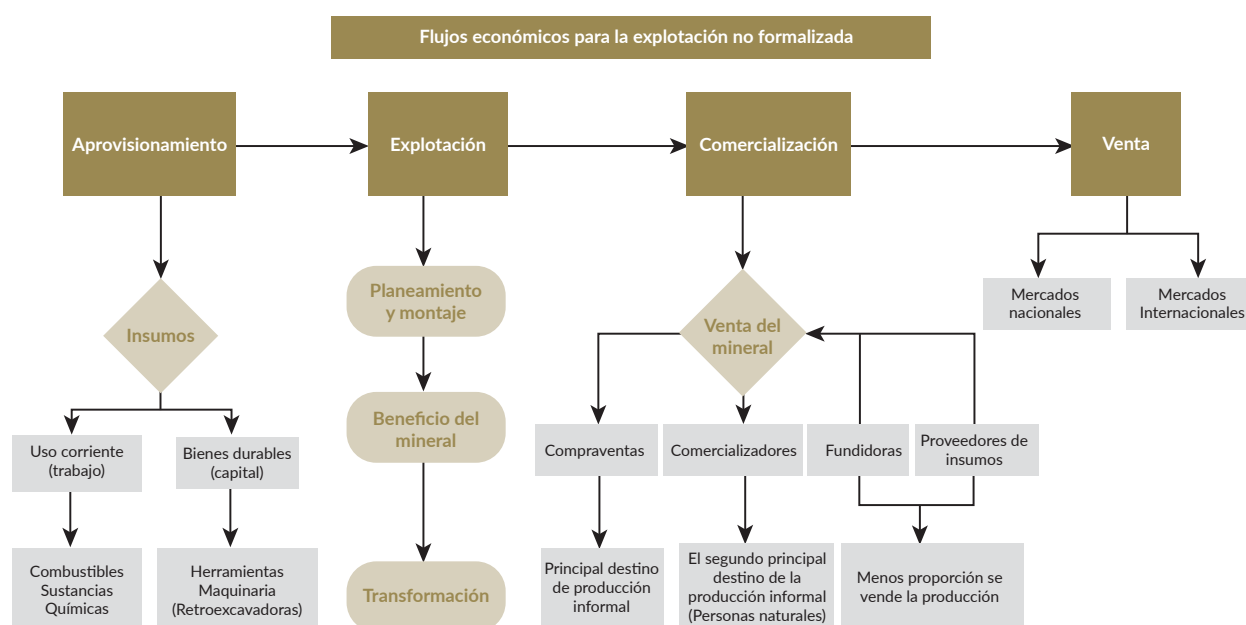 Flujos económicos para la explotación no formalizada
Aprovisionamiento
Explotación
Comercialización
Venta
Planeamiento
y montaje
Mercados
nacionales
Mercados
Internacionales
Insumos
Venta del
mineral
Beneficio del
mineral
Uso corriente
(trabajo)
Bienes durables
(capital)
Compraventas
Comercializadores
Fundidoras
Proveedores de
insumos
Combustibles
Sustancias
Químicas
Herramientas
Maquinaria
(Retroexcavadoras)
Transformación
Principal destino
de producción
informal
El segundo principal
destino de la
producción informal
(Personas naturales)
Menos proporción se
vende la producción